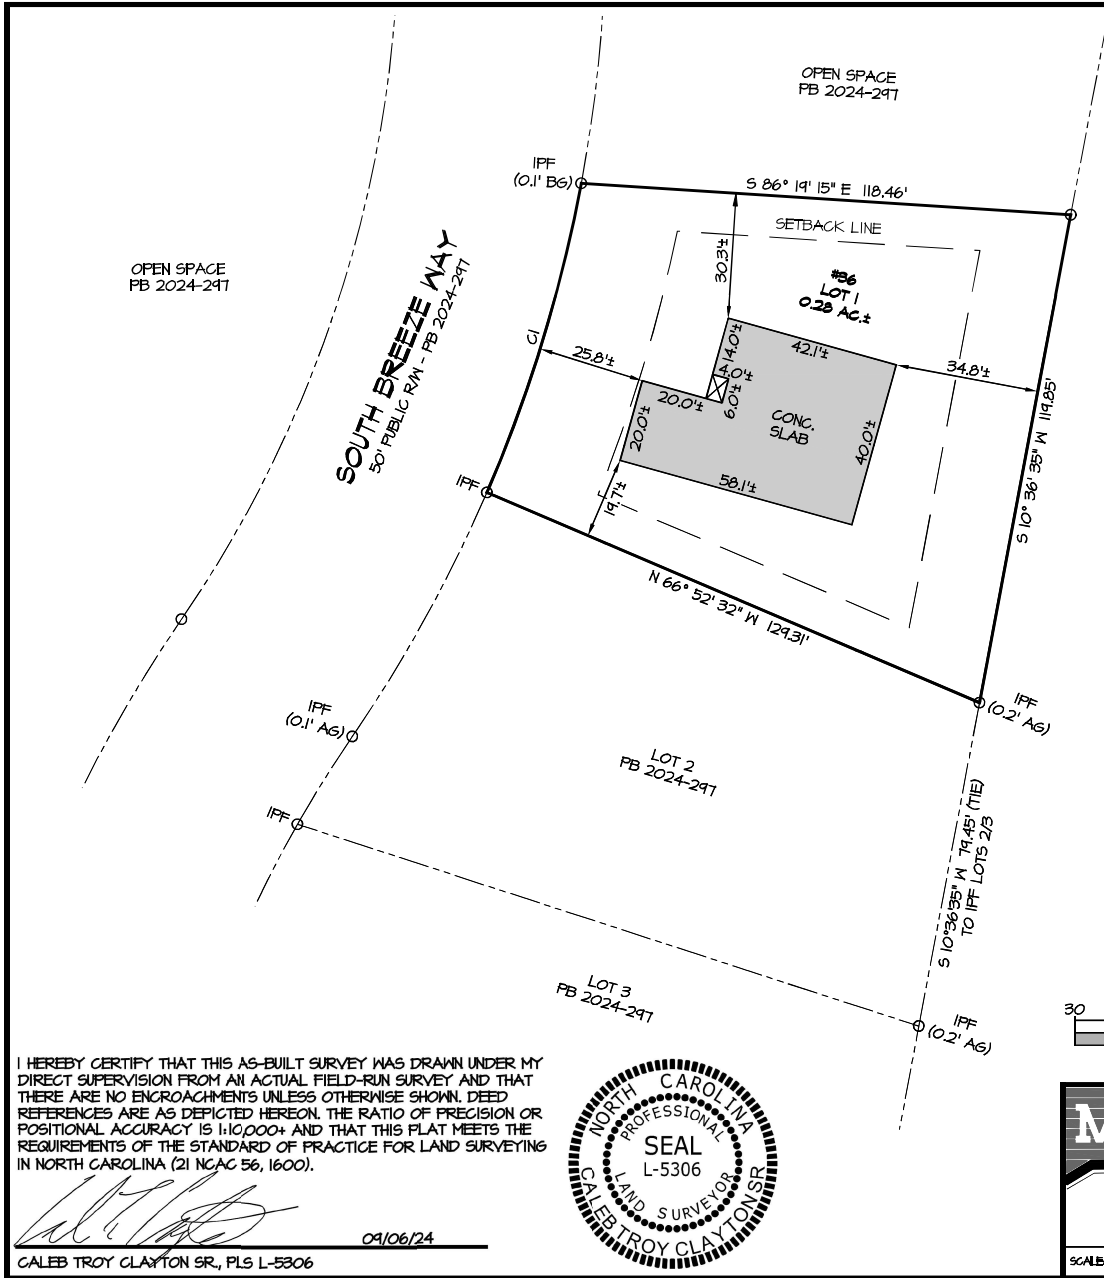 OPEN SPACE
PB 2024-297
IPF
(0.1' BG)
S 86° 19' 15" E 118.46'
SETBACK LINE
OPEN SPACE
PB 2024-297
SOUTH BREEZE WAY
50' PUBLIC R/W - PB 2024-297
30.3'±
#36
LOT 1
0.28 AC.±
C1
25.8'±
14.0'±
42.1'±
34.8'±
4.0'±
6.0'±
20.0'±
20.0'±
CONC.
SLAB
40.0'±
58.1'±
19.7'±
S 10° 36' 35" W 119.85'
IPF
N 66° 52' 32" W 129.31'
IPF
(0.2' AG)
IPF
(0.1' AG)
LOT 2
PB 2024-297
IPF
S 10°36'35" W 79.45' (TIE)
TO IPF LOTS 2/3
LOT 3
PB 2024-297
IPF
(0.2' AG)
30
I HEREBY CERTIFY THAT THIS AS-BUILT SURVEY WAS DRAWN UNDER MY
DIRECT SUPERVISION FROM AN ACTUAL FIELD-RUN SURVEY AND THAT
THERE ARE NO ENCROACHMENTS UNLESS OTHERWISE SHOWN. DEED
REFERENCES ARE AS DEPICTED HEREON. THE RATIO OF PRECISION OR
POSITIONAL ACCURACY IS 1:10,000+ AND THAT THIS PLAT MEETS THE
REQUIREMENTS OF THE STANDARD OF PRACTICE FOR LAND SURVEYING
IN NORTH CAROLINA (21 NCAC 56, 1600).
09/06/24
CALEB TROY CLAYTON SR., PLS L-5306
NORTH CAROLINA
PROFESSIONAL
SEAL
L-5306
LAND SURVEYOR
CALEB TROY CLAYTON SR
M
SCALE